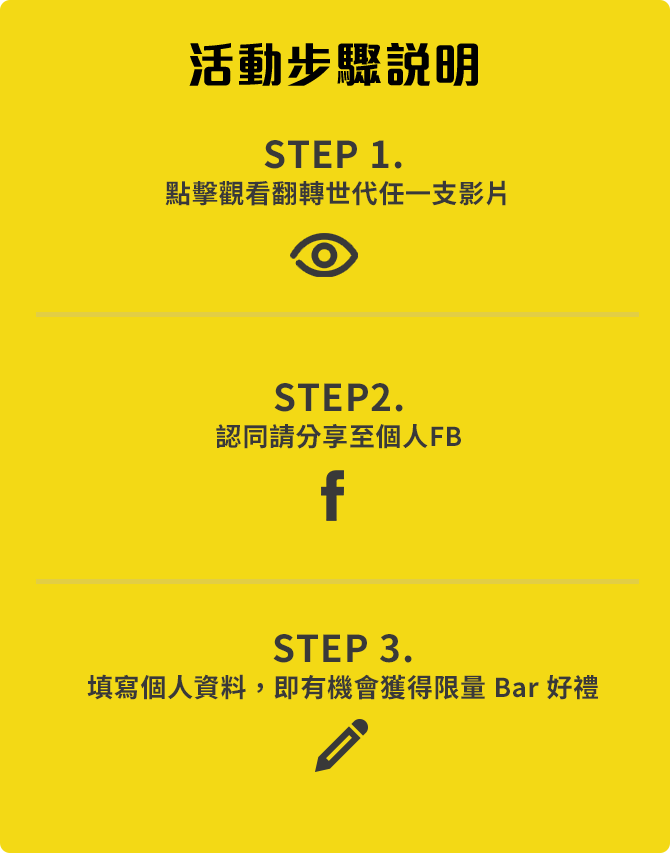 活動步驟說明
STEP 1.
點擊觀看翻轉世代任一支影片
STEP2.
認同請分享至個人FB
STEP 3.
填寫個人資料，即有機會獲得限量 Bar 好禮